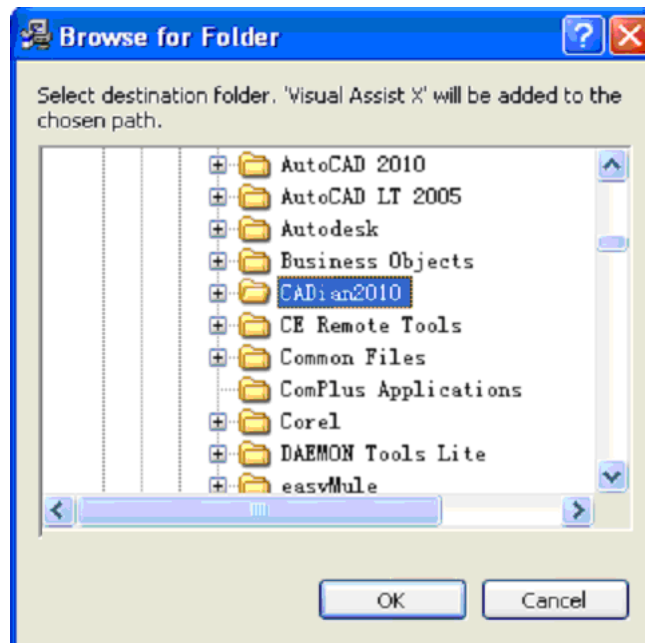 Browse for Folder
Select destination folder. 'Visual Assist X' will be added to the
chosen path.
AutoCAD 2010
AutoCAD LT 2005
Autodesk
Business Objects
CADian2010
CE Remote Tools
Common Files
ComPlus Applications
Corel
DAEMON Tools Lite
easyMule
OK Cancel